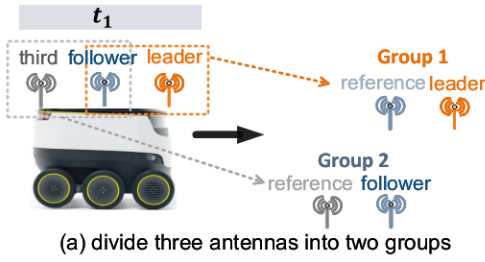 t₁
third follower leader
Group 1
reference leader
Group 2
reference follower
(a) divide three antennas into two groups